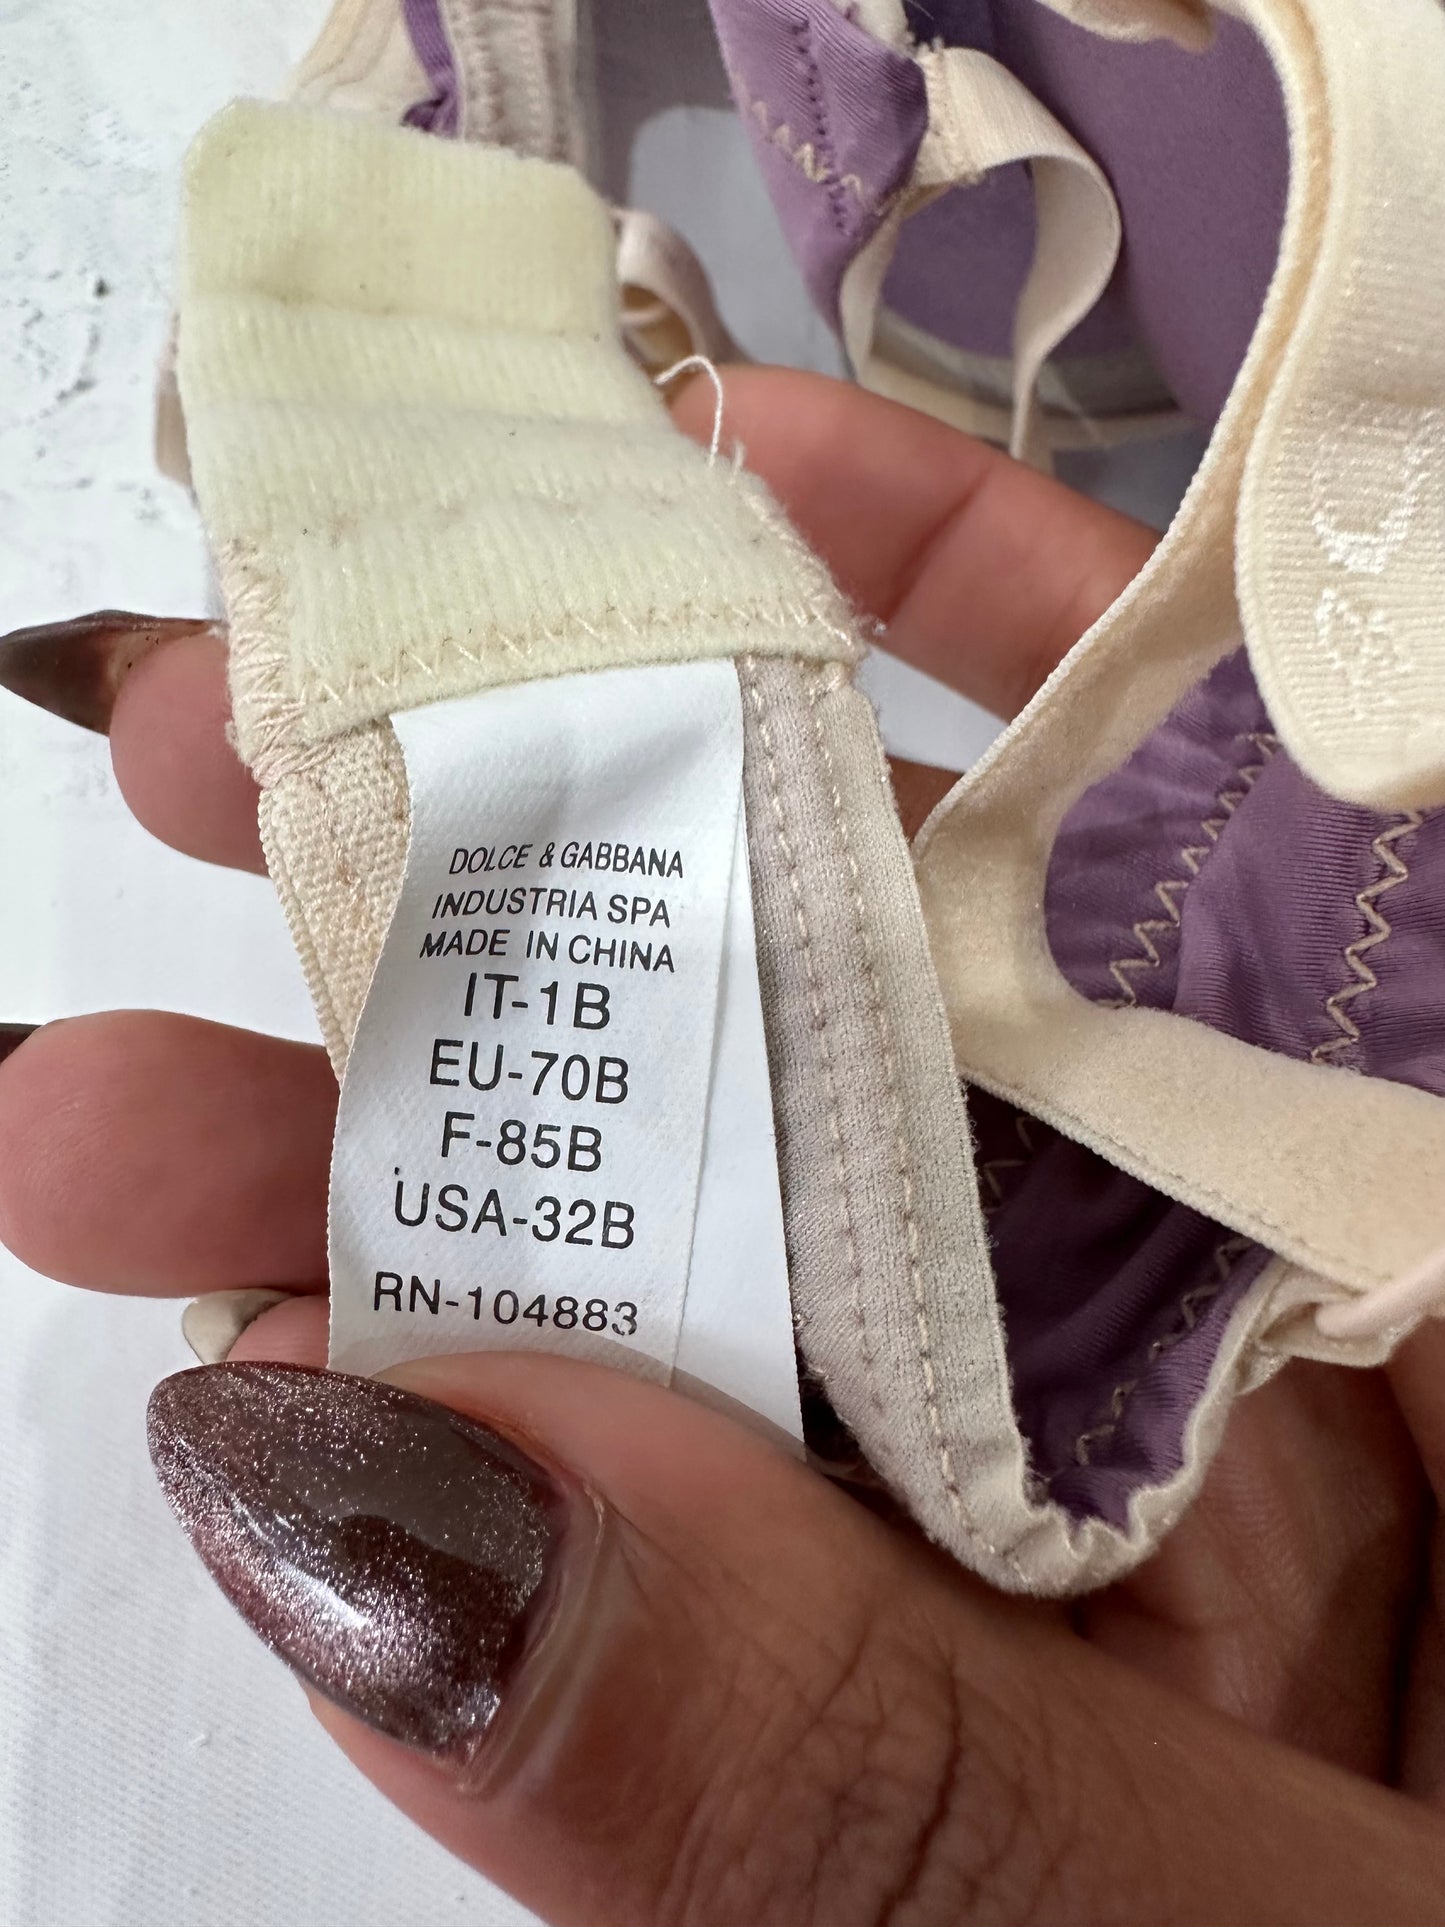 DOLCE & GABBANA
INDUSTRIA SPA
MADE IN CHINA
IT-1B
EU-70B
F-85B
USA-32B
RN-104883